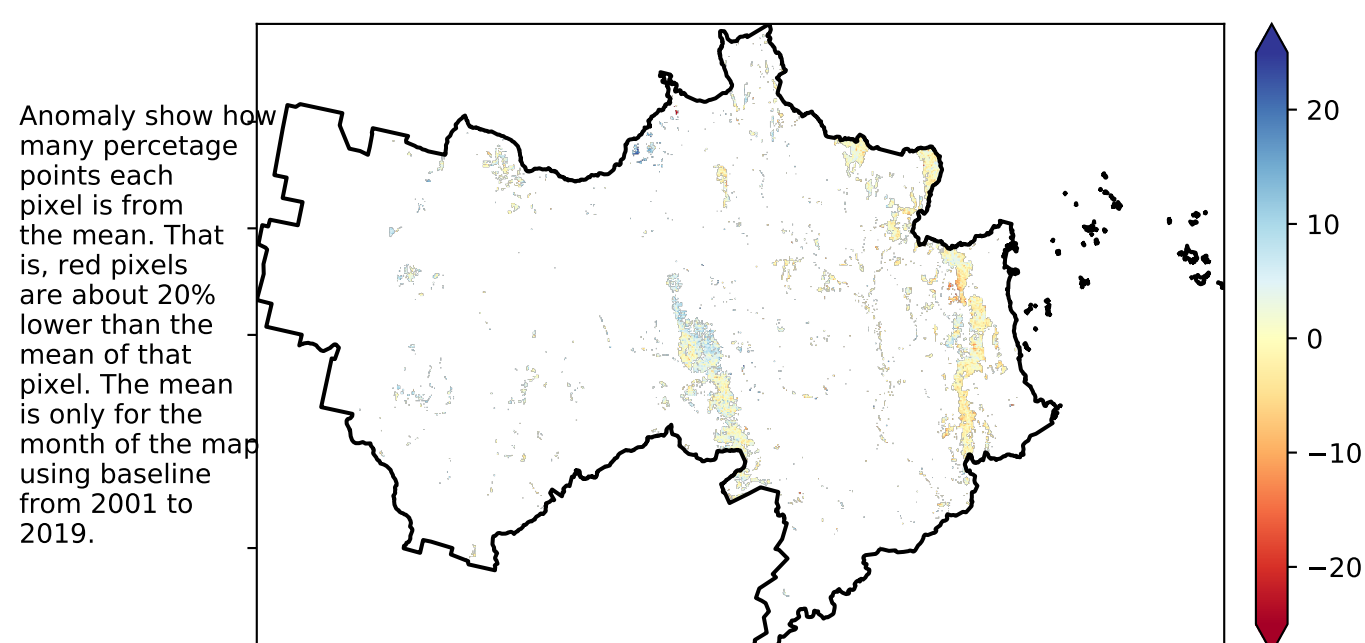 Anomaly show how
many percetage
points each
pixel is from
the mean. That
is, red pixels
are about 20%
lower than the
mean of that
pixel. The mean
is only for the
month of the map
using baseline
from 2001 to
2019.
20
10
0
−10
−20